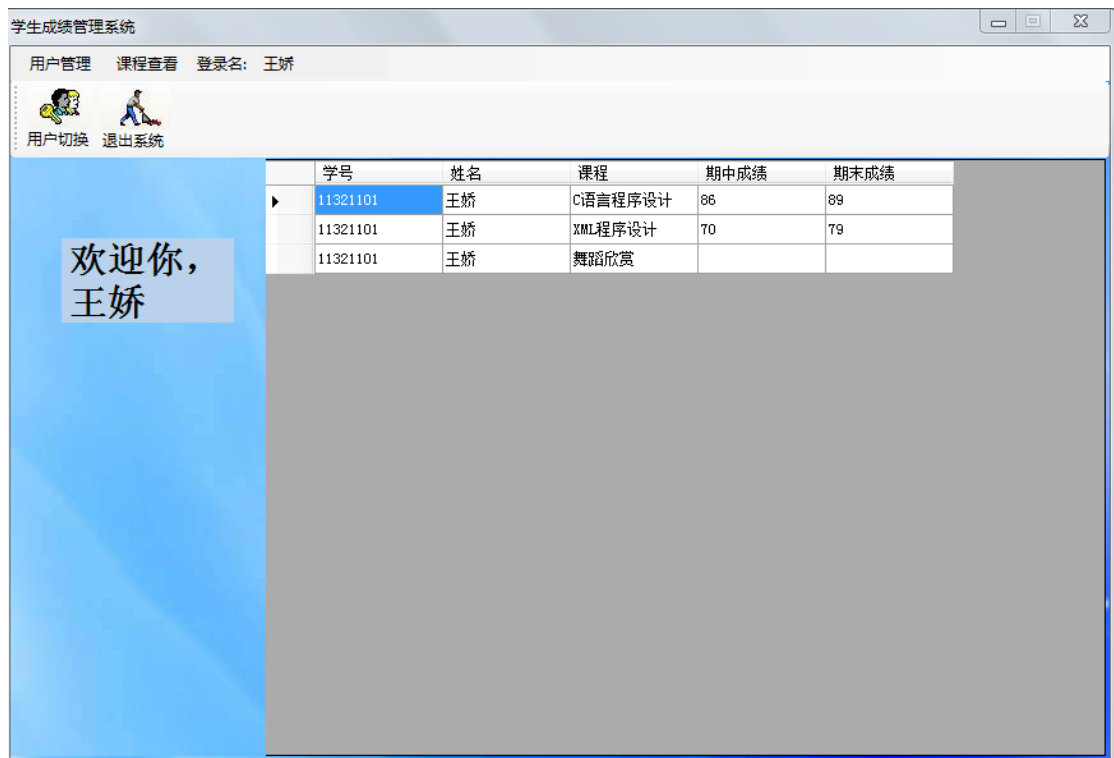 学生成绩管理系统
用户管理 课程查看 登录名: 王娇
用户切换 退出系统
学号 姓名 课程 期中成绩 期末成绩
11321101 王娇 C语言程序设计 86 89
11321101 王娇 XML程序设计 70 79
11321101 王娇 舞蹈欣赏
欢迎你，
王娇